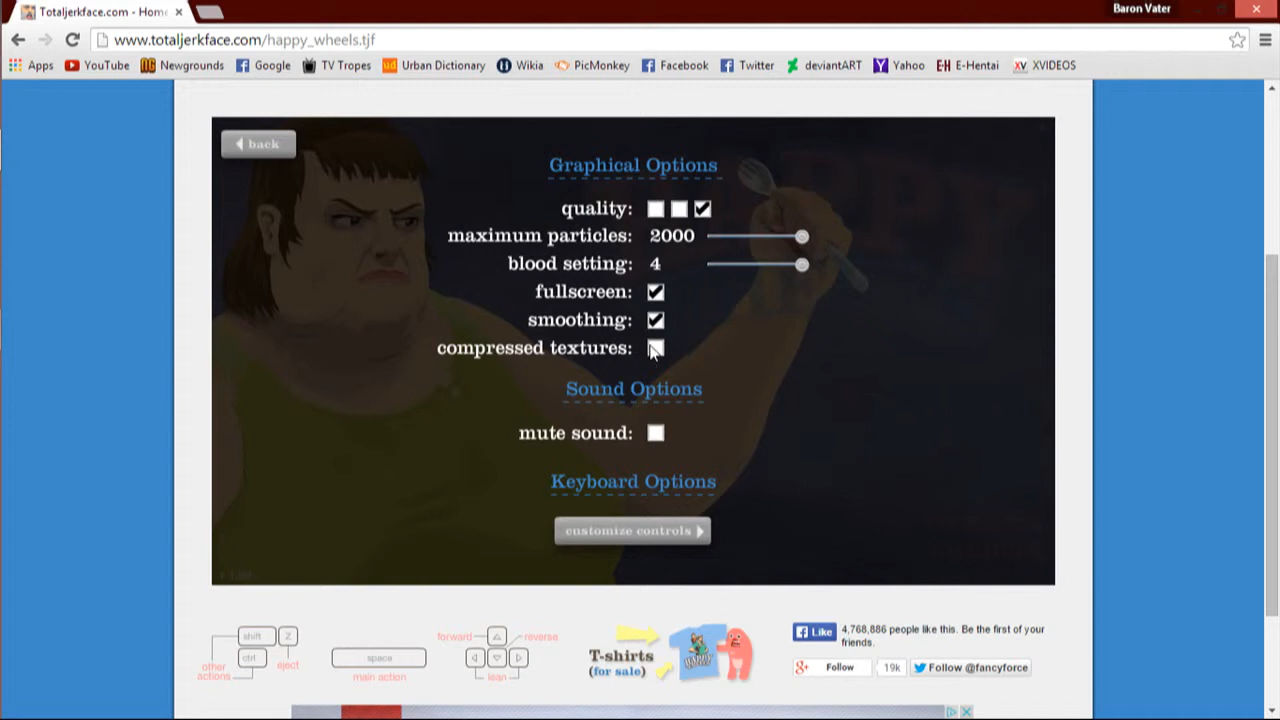 Totaljerkface.com - Hom
Baron Vater
www.totaljerkface.com/happy_wheels.tjf
Apps YouTube Newgrounds Google TV Tropes Urban Dictionary Wikia PicMonkey Facebook Twitter deviantART Yahoo E-Hentai XVIDEOS
back
Graphical Options
quality:
maximum particles: 2000
blood setting: 4
fullscreen:
smoothing:
compressed textures:
Sound Options
mute sound:
Keyboard Options
customize controls
shift Z
ctrl eject
other
actions
space
main action
forward reverse
lean
T-shirts
(for sale)
Like 4,768,886 people like this. Be the first of your
friends.
Follow 19k Follow @fancyforce